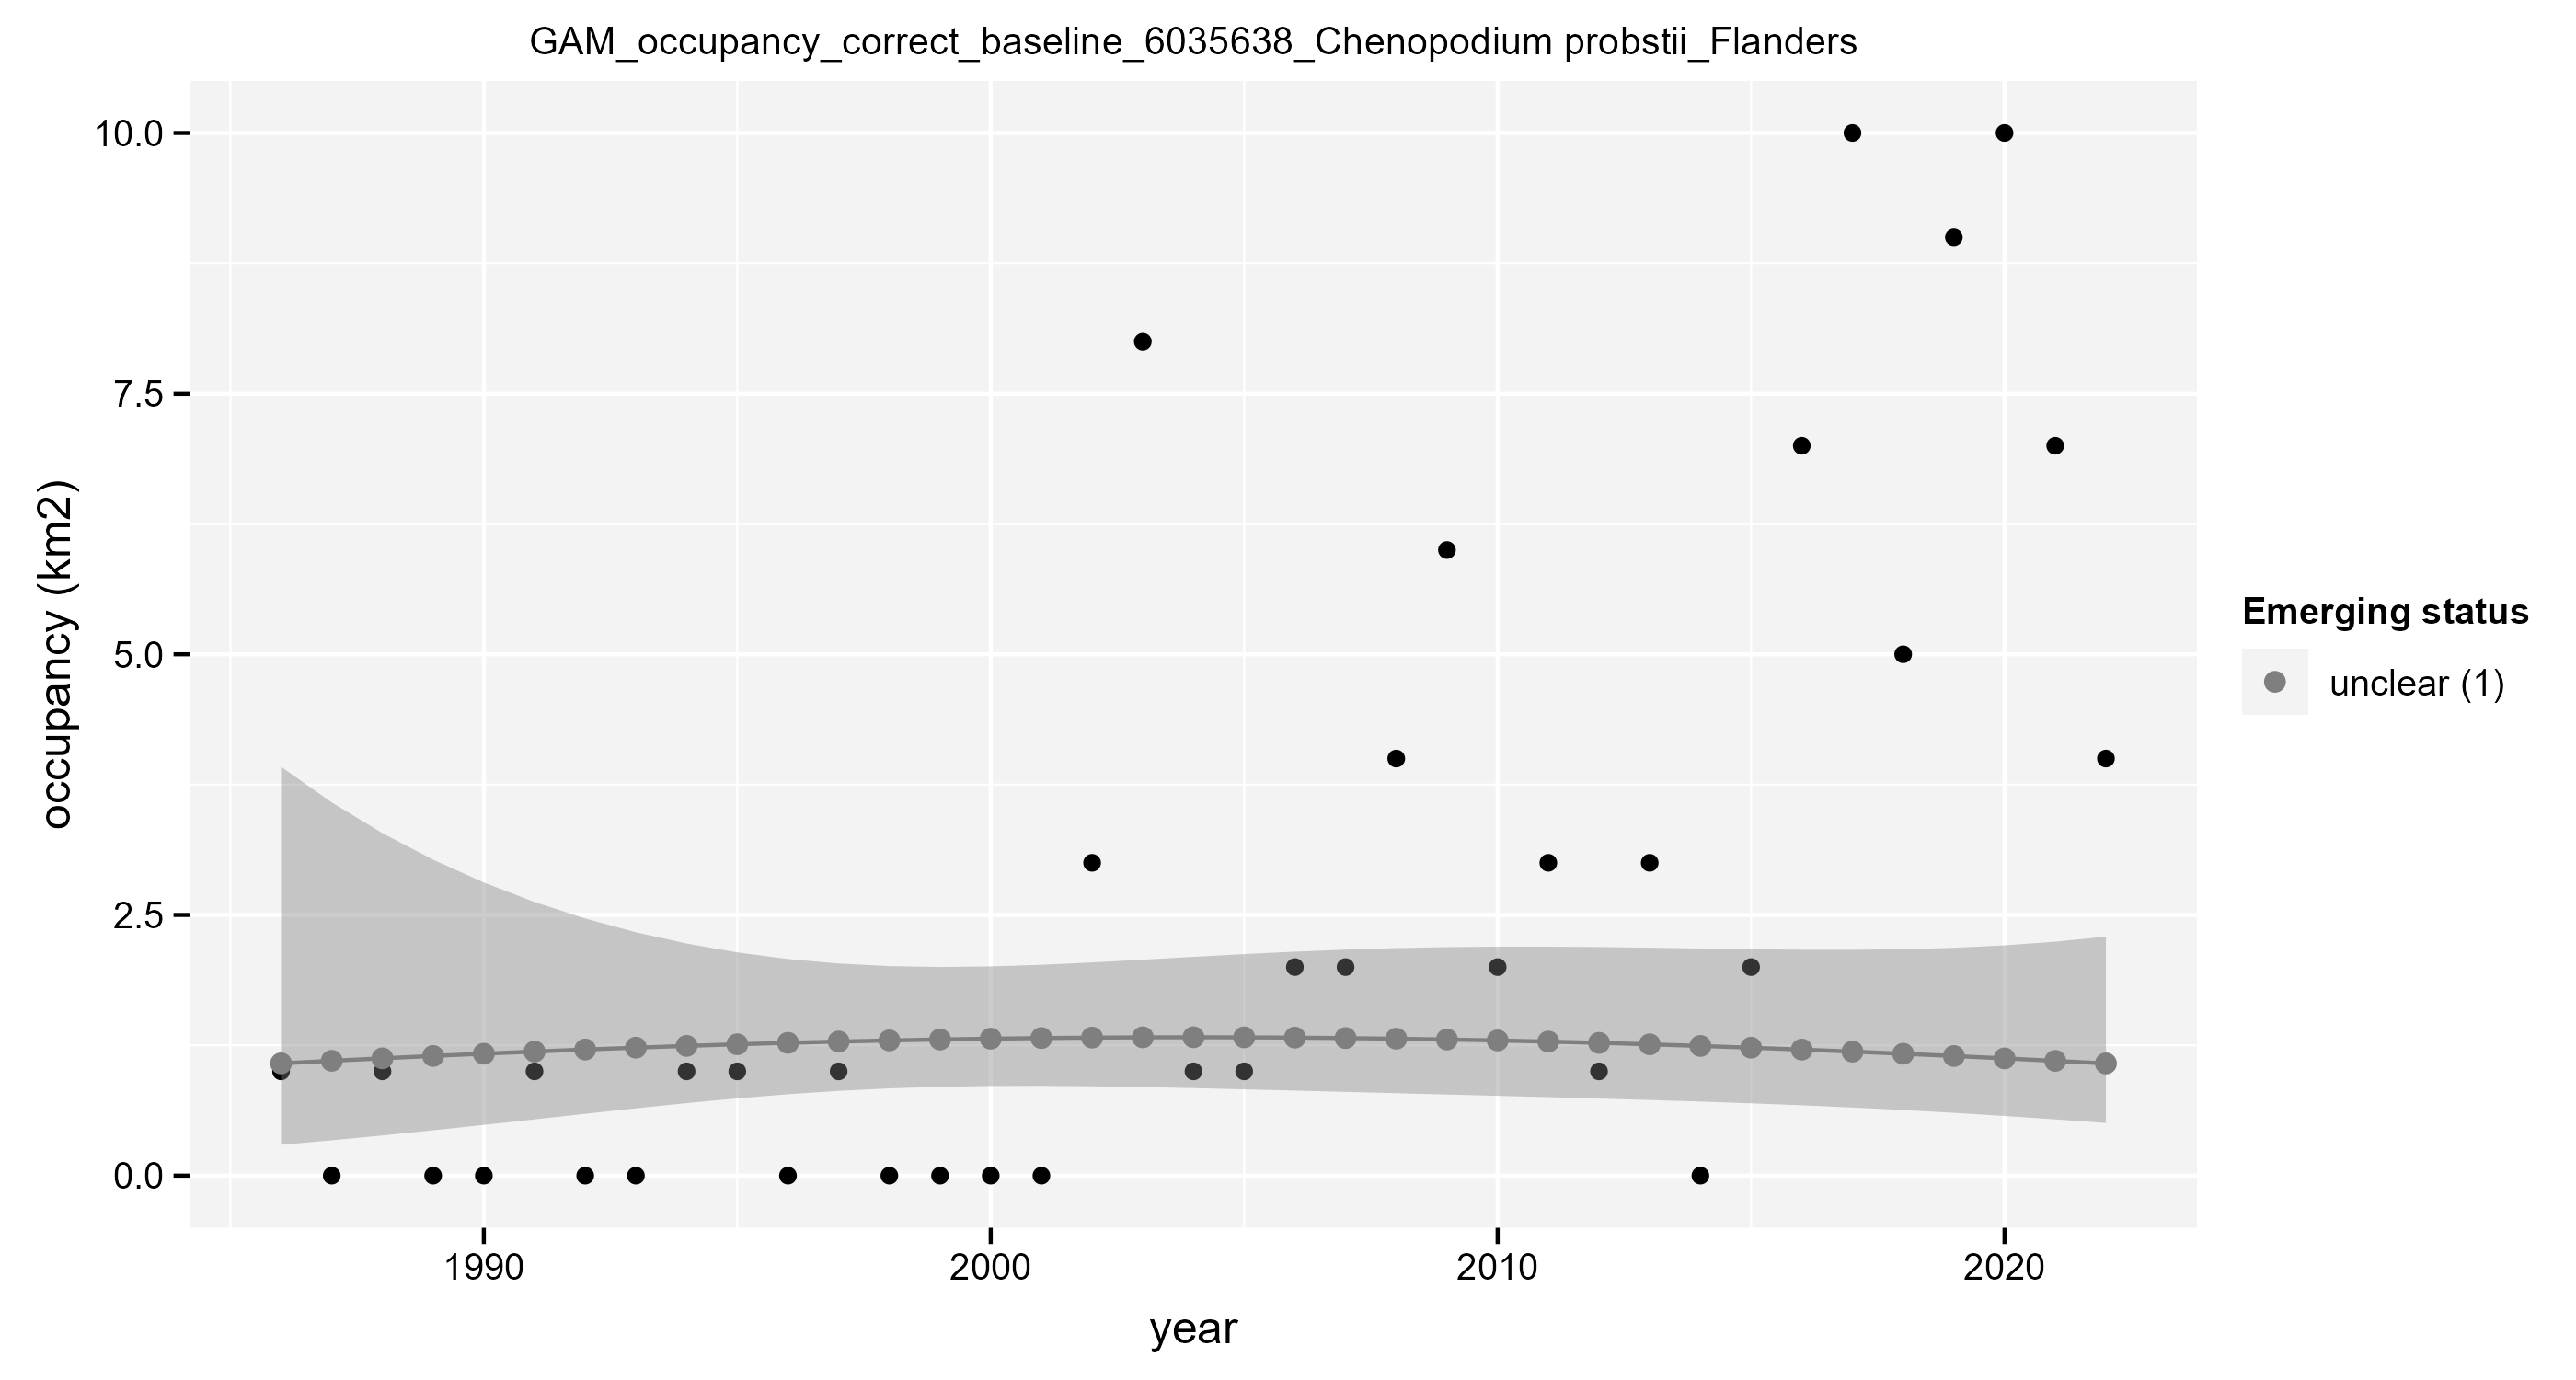 GAM_occupancy_correct_baseline_6035638_Chenopodium probstii_Flanders
10.0
7.5
5.0
2.5
0.0
occupancy (km2)
1990
2000
2010
2020
year
Emerging status
unclear (1)